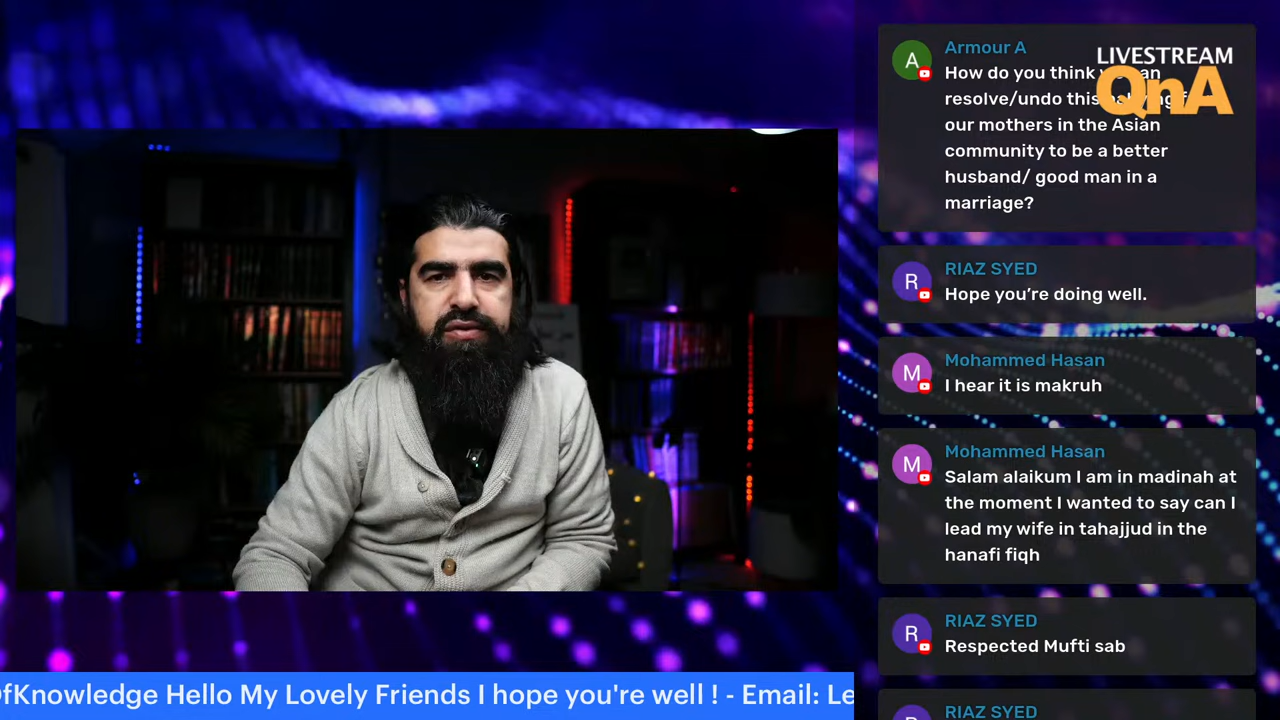 Armour A
How do you think
resolve/undo this
our mothers in the Asian
community to be a better
husband/ good man in a
marriage?
LIVESTREAM
QnA
RIAZ SYED
Hope you’re doing well.
Mohammed Hasan
I hear it is makruh
Mohammed Hasan
Salam alaikum I am in madinah at
the moment I wanted to say can I
lead my wife in tahajjud in the
hanafi fiqh
RIAZ SYED
Respected Mufti sab
RIAZ SYED
fKnowledge Hello My Lovely Friends I hope you're well ! - Email: Le
A
R
M
M
R